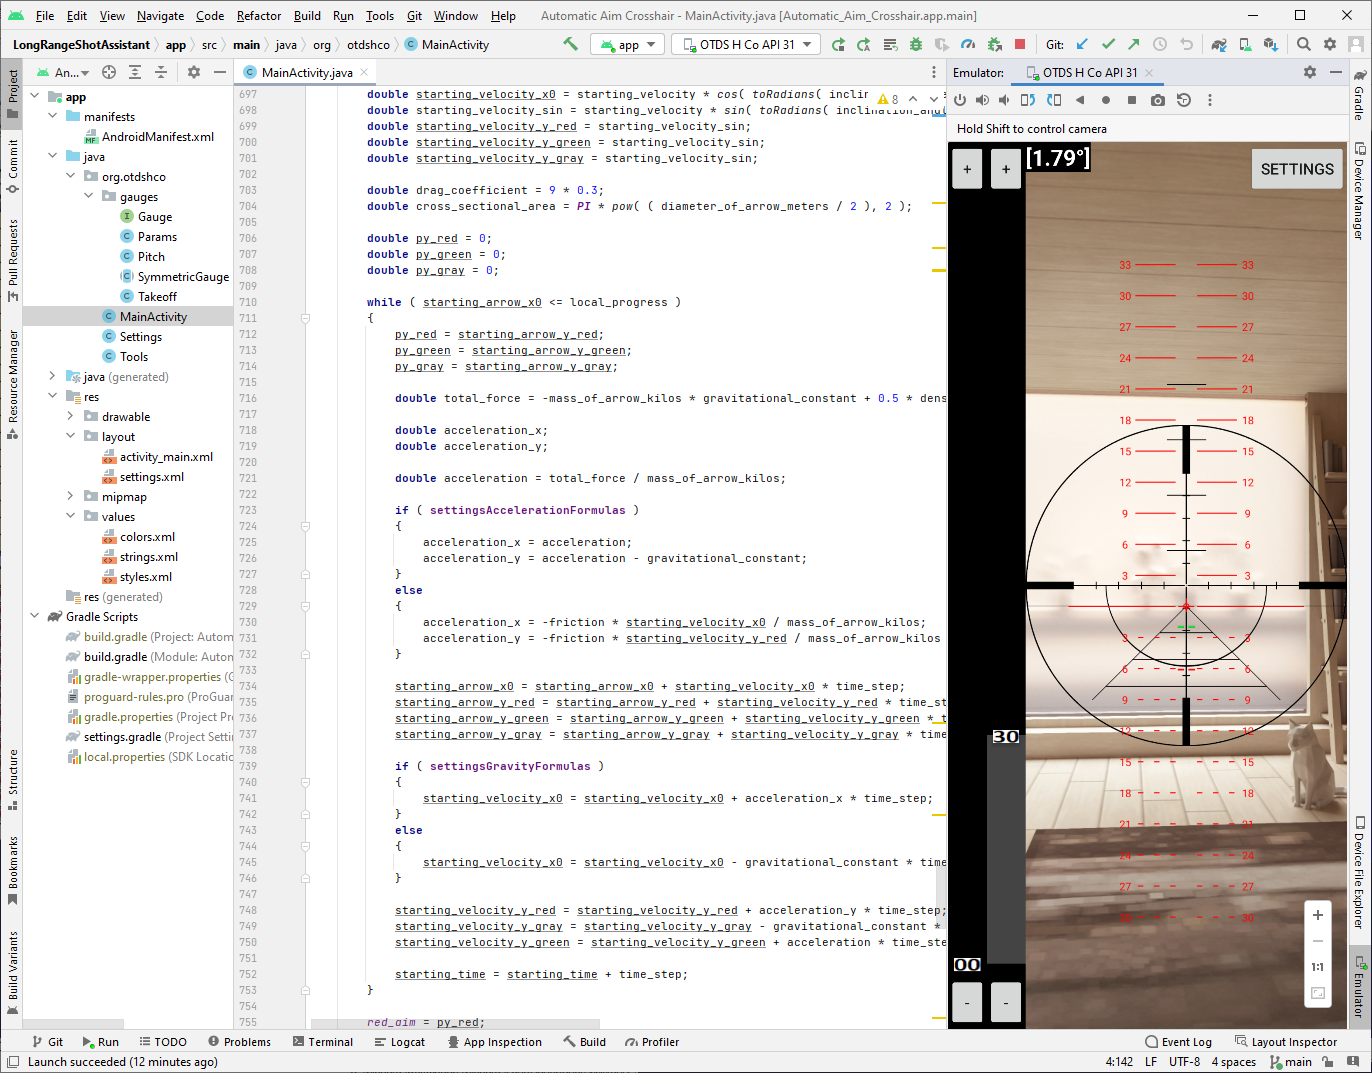 File Edit View Navigate Code Refactor Build Run Tools Git Window Help Automatic Aim Crosshair - MainActivity.java [Automatic_Aim_Crosshair.app.main]
LongRangeShotAssistant app src main java org otdshco MainActivity app OTDS H Co API 31 Git:
An... MainActivity.java Emulator: OTDS H Co API 31
Project
Commit
Pull Requests
Resource Manager
Structure
Bookmarks
Build Variants
app
manifests
AndroidManifest.xml
java
org.otdshco
gauges
Gauge
Params
Pitch
SymmetricGauge
Takeoff
MainActivity
Settings
Tools
java (generated)
res
drawable
layout
activity_main.xml
settings.xml
mipmap
values
colors.xml
strings.xml
styles.xml
res (generated)
Gradle Scripts
build.gradle (Project: Autom
build.gradle (Module: Auton
gradle-wrapper.properties (G
proguard-rules.pro (ProGuar
gradle.properties (Project Pr
settings.gradle (Project Setti
local.properties (SDK Locatic
8
697 double starting_velocity_x0 = starting_velocity * cos( toRadians( inclin
698 double starting_velocity_sin = starting_velocity * sin( toRadians( inclination_an
699 double starting_velocity_y_red = starting_velocity_sin;
700 double starting_velocity_y_green = starting_velocity_sin;
701 double starting_velocity_y_gray = starting_velocity_sin;
702
703 double drag_coefficient = 9 * 0.3;
704 double cross_sectional_area = PI * pow( ( diameter_of_arrow_meters / 2 ), 2 );
705
706 double py_red = 0;
707 double py_green = 0;
708 double py_gray = 0;
709
710 while ( starting_arrow_x0 <= local_progress )
711 {
712 py_red = starting_arrow_y_red;
713 py_green = starting_arrow_y_green;
714 py_gray = starting_arrow_y_gray;
715
716 double total_force = -mass_of_arrow_kilos * gravitational_constant + 0.5 * dens
717
718 double acceleration_x;
719 double acceleration_y;
720
721 double acceleration = total_force / mass_of_arrow_kilos;
722
723 if ( settingsAccelerationFormulas )
724 {
725 acceleration_x = acceleration;
726 acceleration_y = acceleration - gravitational_constant;
727 }
728 else
729 {
730 acceleration_x = -friction * starting_velocity_x0 / mass_of_arrow_kilos;
731 acceleration_y = -friction * starting_velocity_y_red / mass_of_arrow_kilos
732 }
733
734 starting_arrow_x0 = starting_arrow_x0 + starting_velocity_x0 * time_step;
735 starting_arrow_y_red = starting_arrow_y_red + starting_velocity_y_red * time_st
736 starting_arrow_y_green = starting_arrow_y_green + starting_velocity_y_green * t
737 starting_arrow_y_gray = starting_arrow_y_gray + starting_velocity_y_gray * time
738
739 if ( settingsGravityFormulas )
740 {
741 starting_velocity_x0 = starting_velocity_x0 + acceleration_x * time_step;
742 }
743 else
744 {
745 starting_velocity_x0 = starting_velocity_x0 - gravitational_constant * time
746 }
747
748 starting_velocity_y_red = starting_velocity_y_red + acceleration_y * time_step;
749 starting_velocity_y_gray = starting_velocity_y_gray - gravitational_constant *
750 starting_velocity_y_green = starting_velocity_y_green + acceleration * time_ste
751
752 starting_time = starting_time + time_step;
753 }
754
755 red_aim = py_red;
Hold Shift to control camera
+ + [1.79°] SETTINGS
33 33
30 30
27 27
24 24
21 21
18 18
15 15
12 12
9 9
6 6
3 3
3 3
6 6
9 9
12 12
30
15 15
18 18
21 21
24 24
27 27
30 30
00
- -
+
-
1:1
Gradle
Device Manager
Device File Explorer
Emulator
Git Run TODO Problems Terminal Logcat App Inspection Build Profiler Event Log Layout Inspector
Launch succeeded (12 minutes ago) 4:142 LF UTF-8 4 spaces main